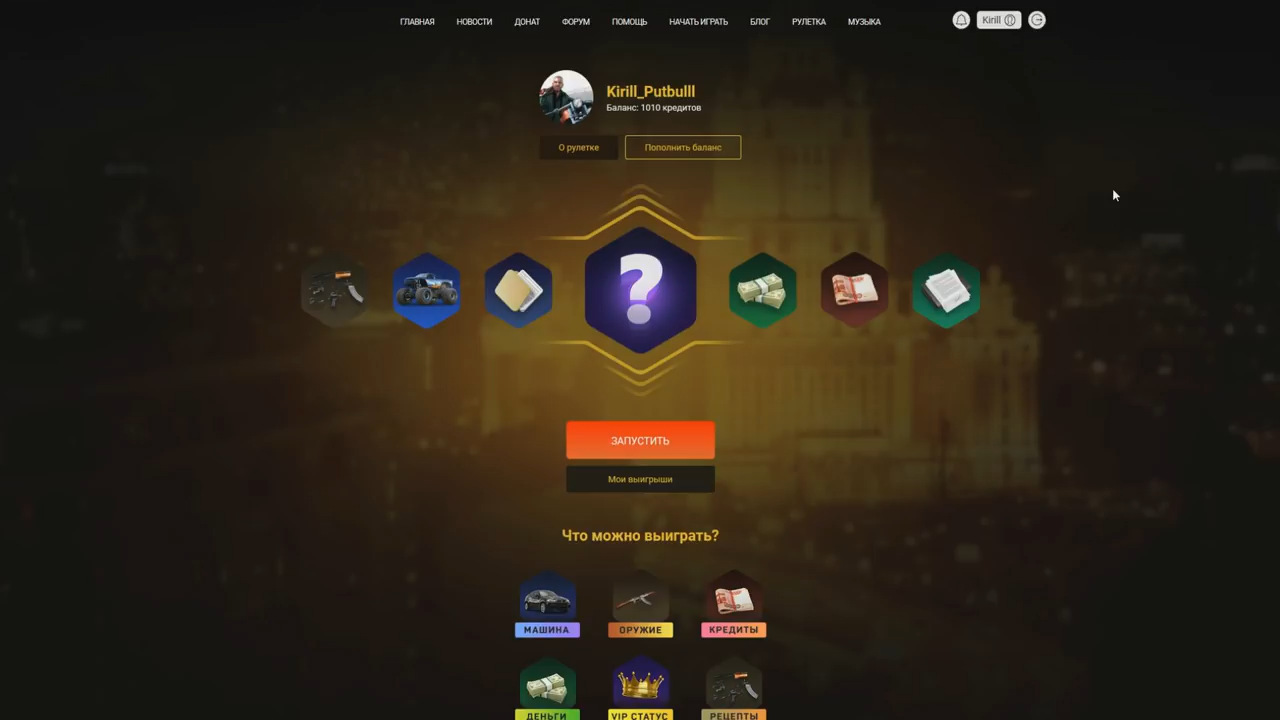 ГЛАВНАЯ НОВОСТИ ДОНАТ ФОРУМ ПОМОЩЬ НАЧАТЬ ИГРАТЬ БЛОГ РУЛЕТКА МУЗЫКА Kirill
Kirill_Putbulll
Баланс: 1010 кредитов
О рулетке Пополнить баланс
?
ЗАПУСТИТЬ
Мои выигрыши
Что можно выиграть?
МАШИНА ОРУЖИЕ КРЕДИТЫ
ДЕНЬГИ VIP СТАТУС РЕЦЕПТЫ